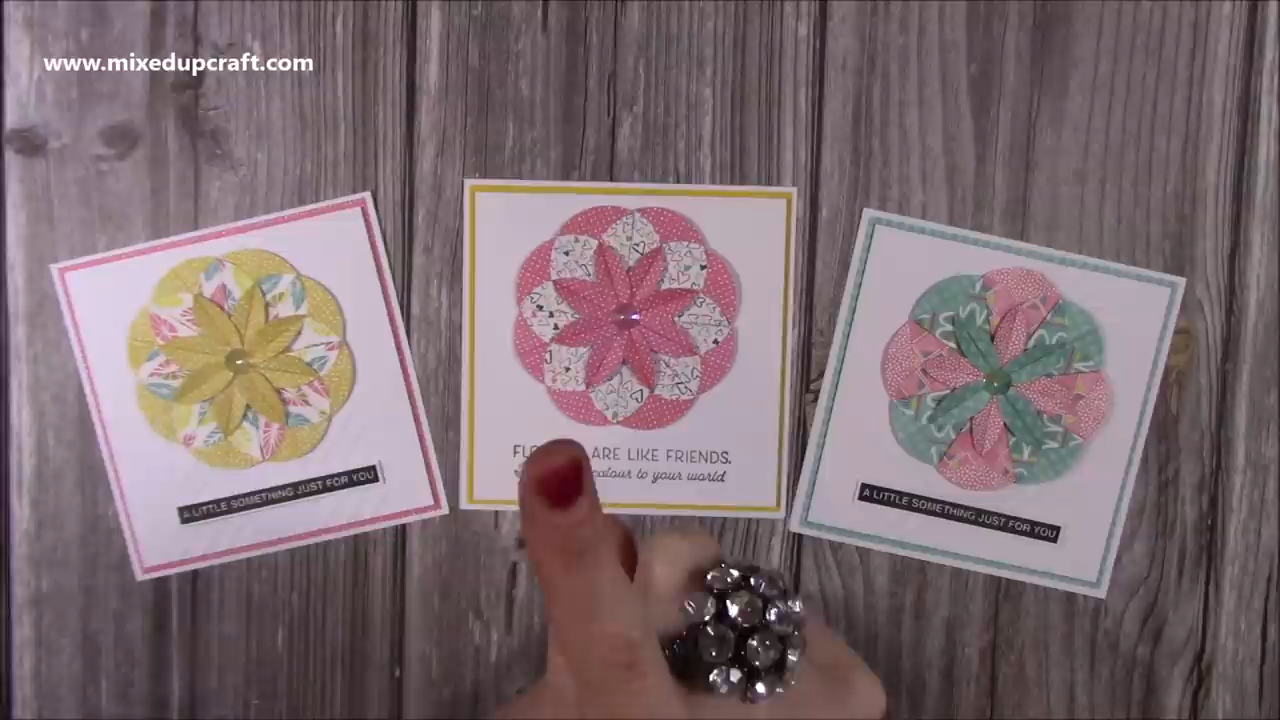 www.mixedupcraft.com
A LITTLE SOMETHING JUST FOR YOU
ARE LIKE FRIENDS.
colour to your world
A LITTLE SOMETHING JUST FOR YOU